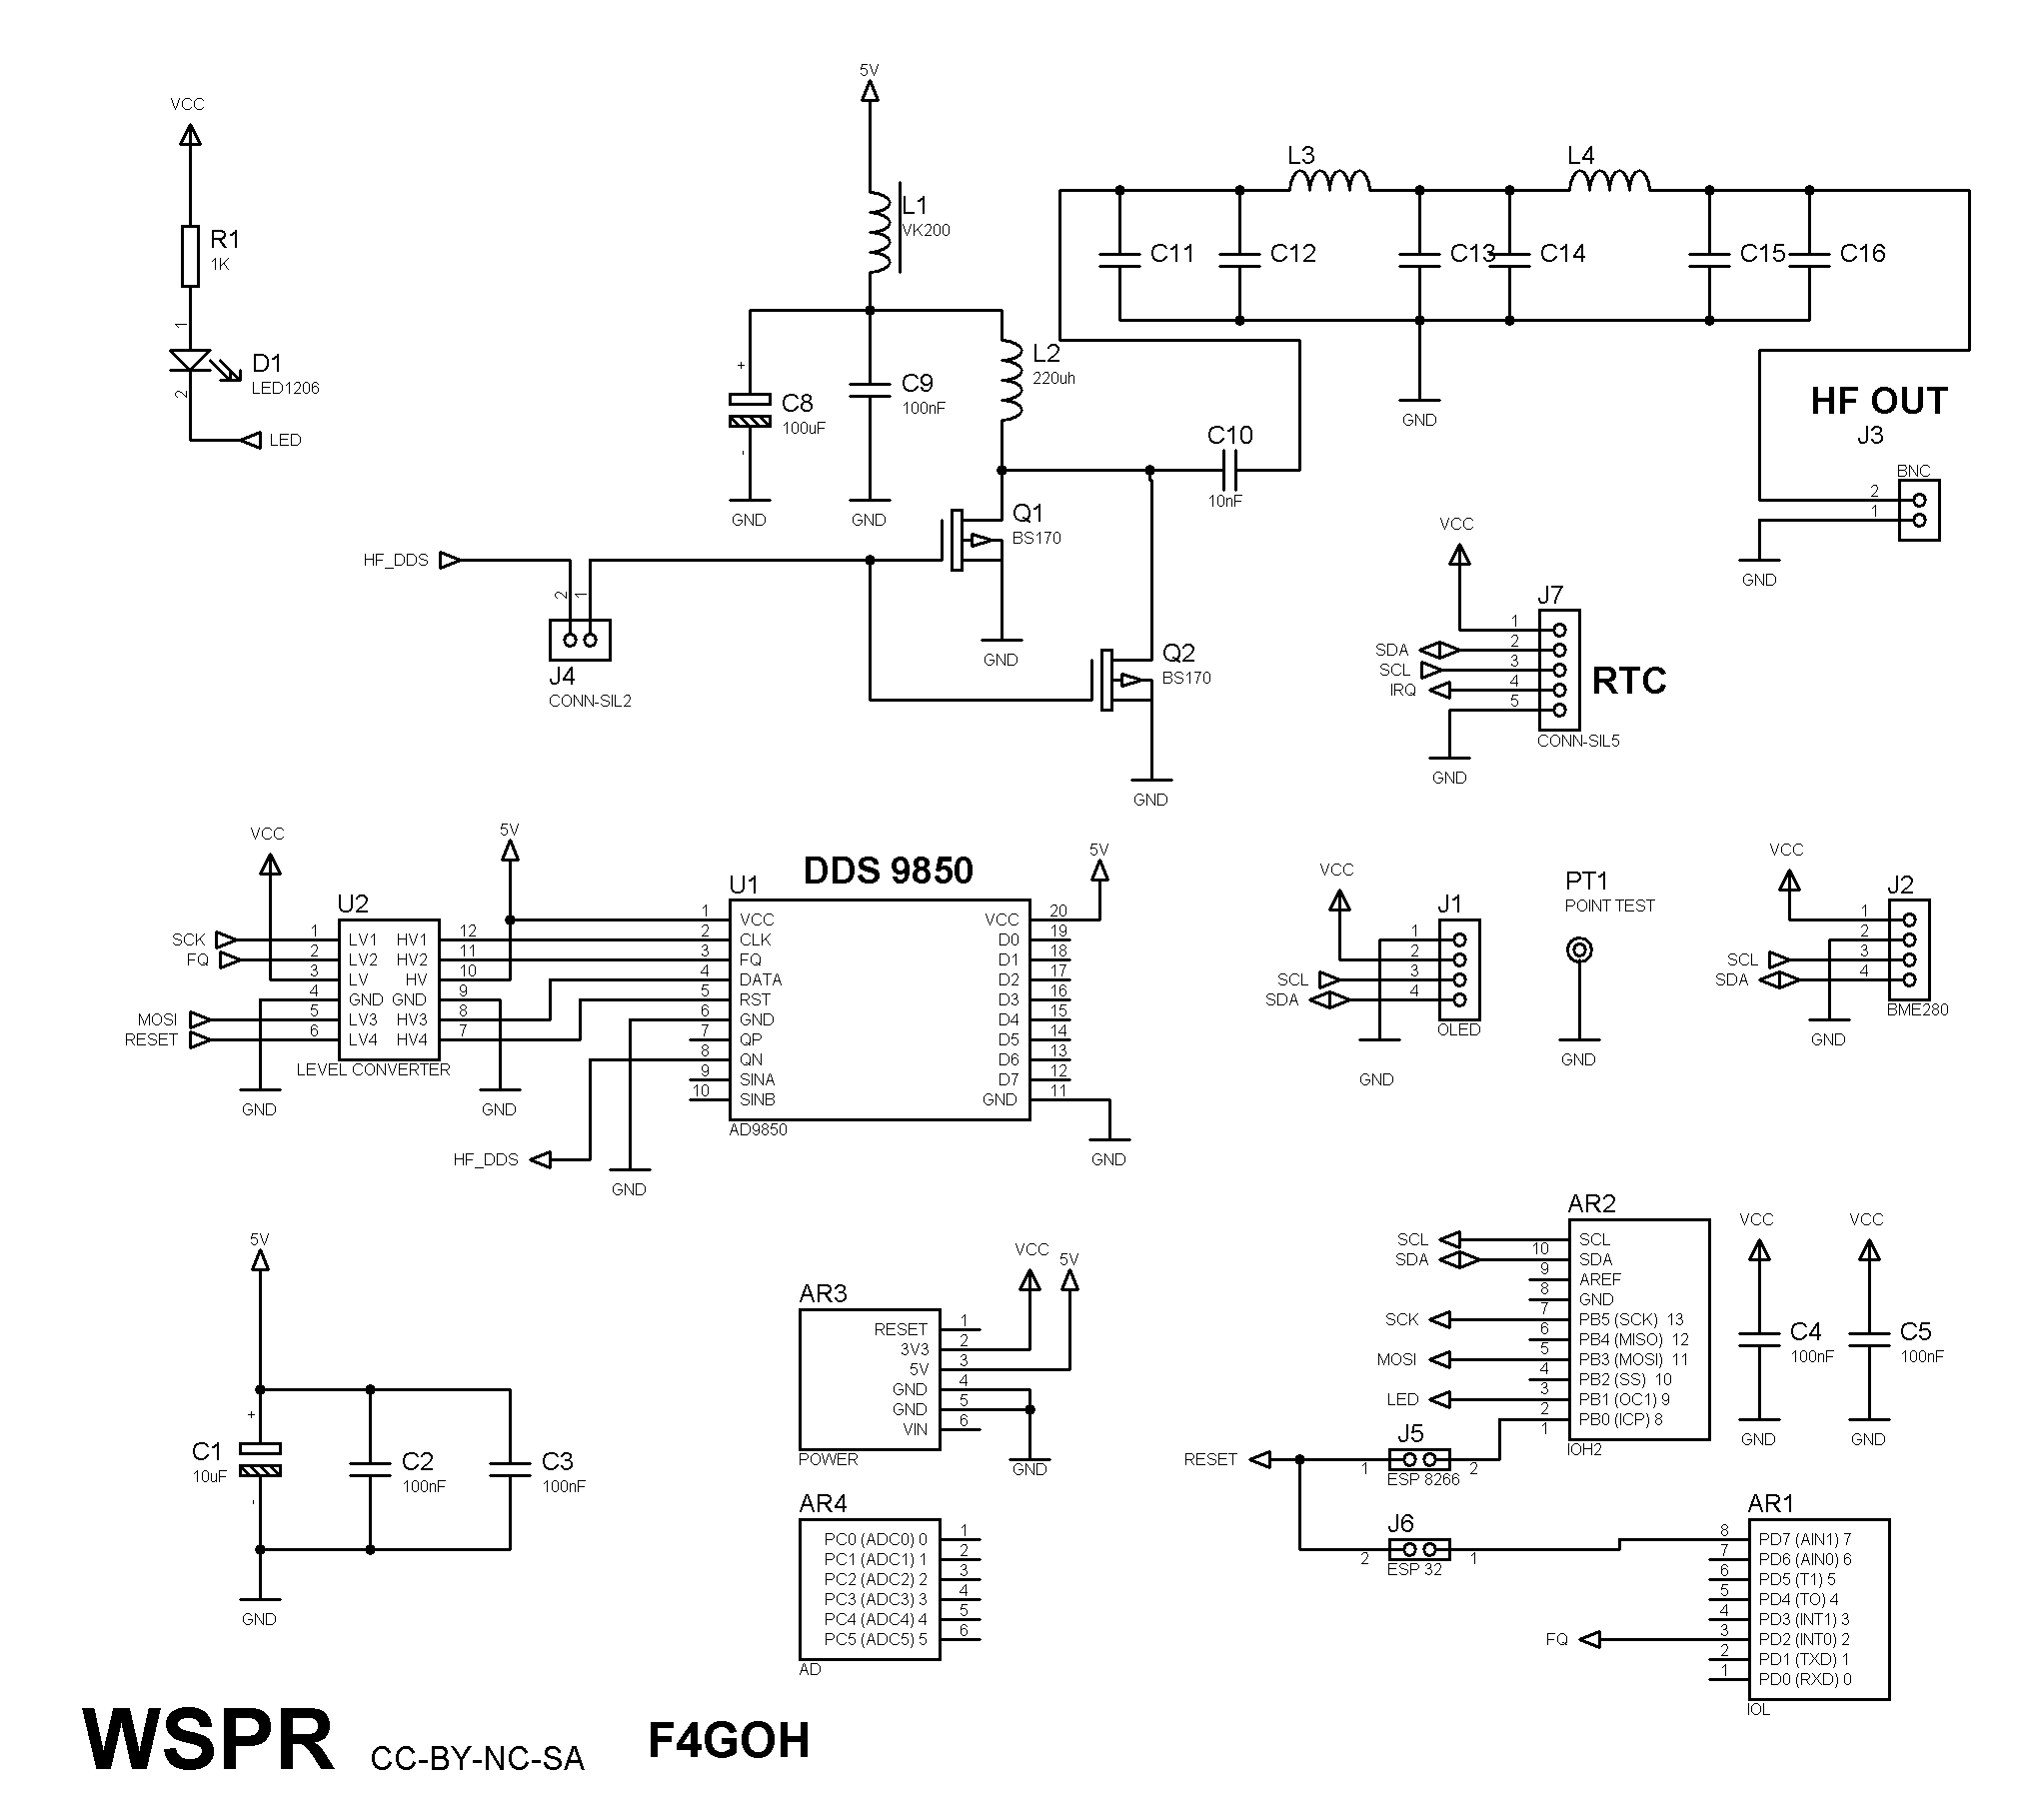 VCC
R1
1K
1
D1
LED1206
2
LED
5V
L1
VK200
L2
220uh
+
C8
100uF
-
GND
C9
100nF
GND
C10
10nF
L3
L4
C11
C12
C13
C14
C15
C16
GND
HF OUT
J3
BNC
2
1
GND
HF_DDS
2
1
J4
CONN-SIL2
Q1
BS170
GND
Q2
BS170
GND
VCC
J7
1
SDA 2
SCL 3
IRQ 4
5
RTC
CONN-SIL5
GND
VCC
5V
U2
SCK 1 LV1 HV1 12
FQ 2 LV2 HV2 11
3 LV HV 10
4 GND GND 9
MOSI 5 LV3 HV3 8
RESET 6 LV4 HV4 7
LEVEL CONVERTER
GND
GND
DDS 9850
5V
U1
1 VCC VCC 20
2 CLK D0 19
3 FQ D1 18
4 DATA D2 17
5 RST D3 16
6 GND D4 15
7 QP D5 14
8 QN D6 13
9 SINA D7 12
10 SINB GND 11
AD9850
HF_DDS
GND
GND
VCC
J1
1
2
SCL 3
SDA 4
OLED
GND
PT1
POINT TEST
GND
VCC
J2
1
2
SCL 3
SDA 4
BME280
GND
5V
+
C1
10uF
-
C2
100nF
C3
100nF
GND
VCC
5V
AR3
RESET 1
3V3 2
5V 3
GND 4
GND 5
VIN 6
POWER
GND
AR4
PC0 (ADC0) 0 1
PC1 (ADC1) 1 2
PC2 (ADC2) 2 3
PC3 (ADC3) 3 4
PC4 (ADC4) 4 5
PC5 (ADC5) 5 6
AD
AR2
SCL SCL
SDA 10 SDA
9 AREF
8 GND
SCK 7 PB5 (SCK) 13
6 PB4 (MISO) 12
MOSI 5 PB3 (MOSI) 11
4 PB2 (SS) 10
LED 3 PB1 (OC1) 9
2 PB0 (ICP) 8
1
IOH2
VCC
C4
100nF
GND
VCC
C5
100nF
GND
RESET
J5
1 2
ESP 8266
J6
2 1
ESP 32
AR1
8 PD7 (AIN1) 7
7 PD6 (AIN0) 6
6 PD5 (T1) 5
5 PD4 (TO) 4
4 PD3 (INT1) 3
FQ 3 PD2 (INT0) 2
2 PD1 (TXD) 1
1 PD0 (RXD) 0
IOL
WSPR CC-BY-NC-SA F4GOH